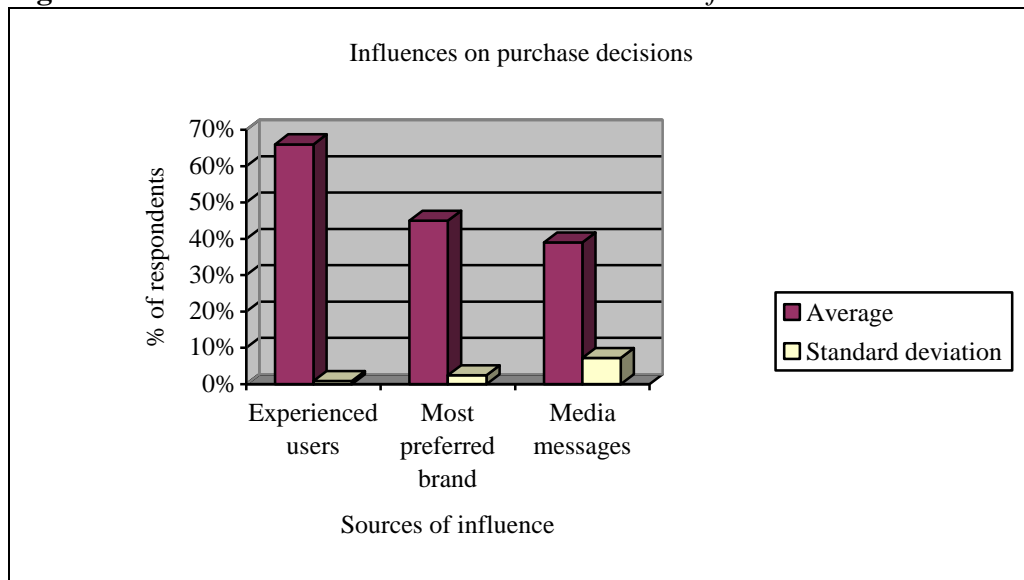 Influences on purchase decisions
70%
60%
50%
40%
30%
20%
10%
0%
% of respondents
Experienced
users
Most
preferred
brand
Media
messages
Sources of influence
Average
Standard deviation